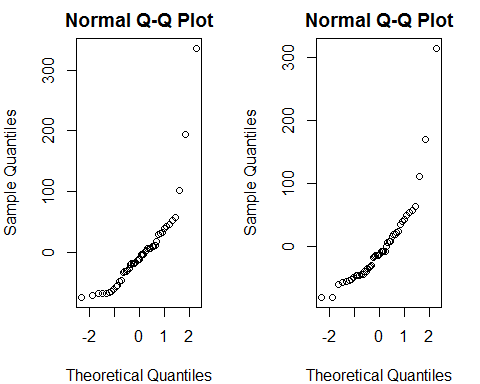 Normal Q-Q Plot
Sample Quantiles
0 100 200 300
-2 0 1 2
Theoretical Quantiles
Normal Q-Q Plot
Sample Quantiles
0 100 200 300
-2 0 1 2
Theoretical Quantiles